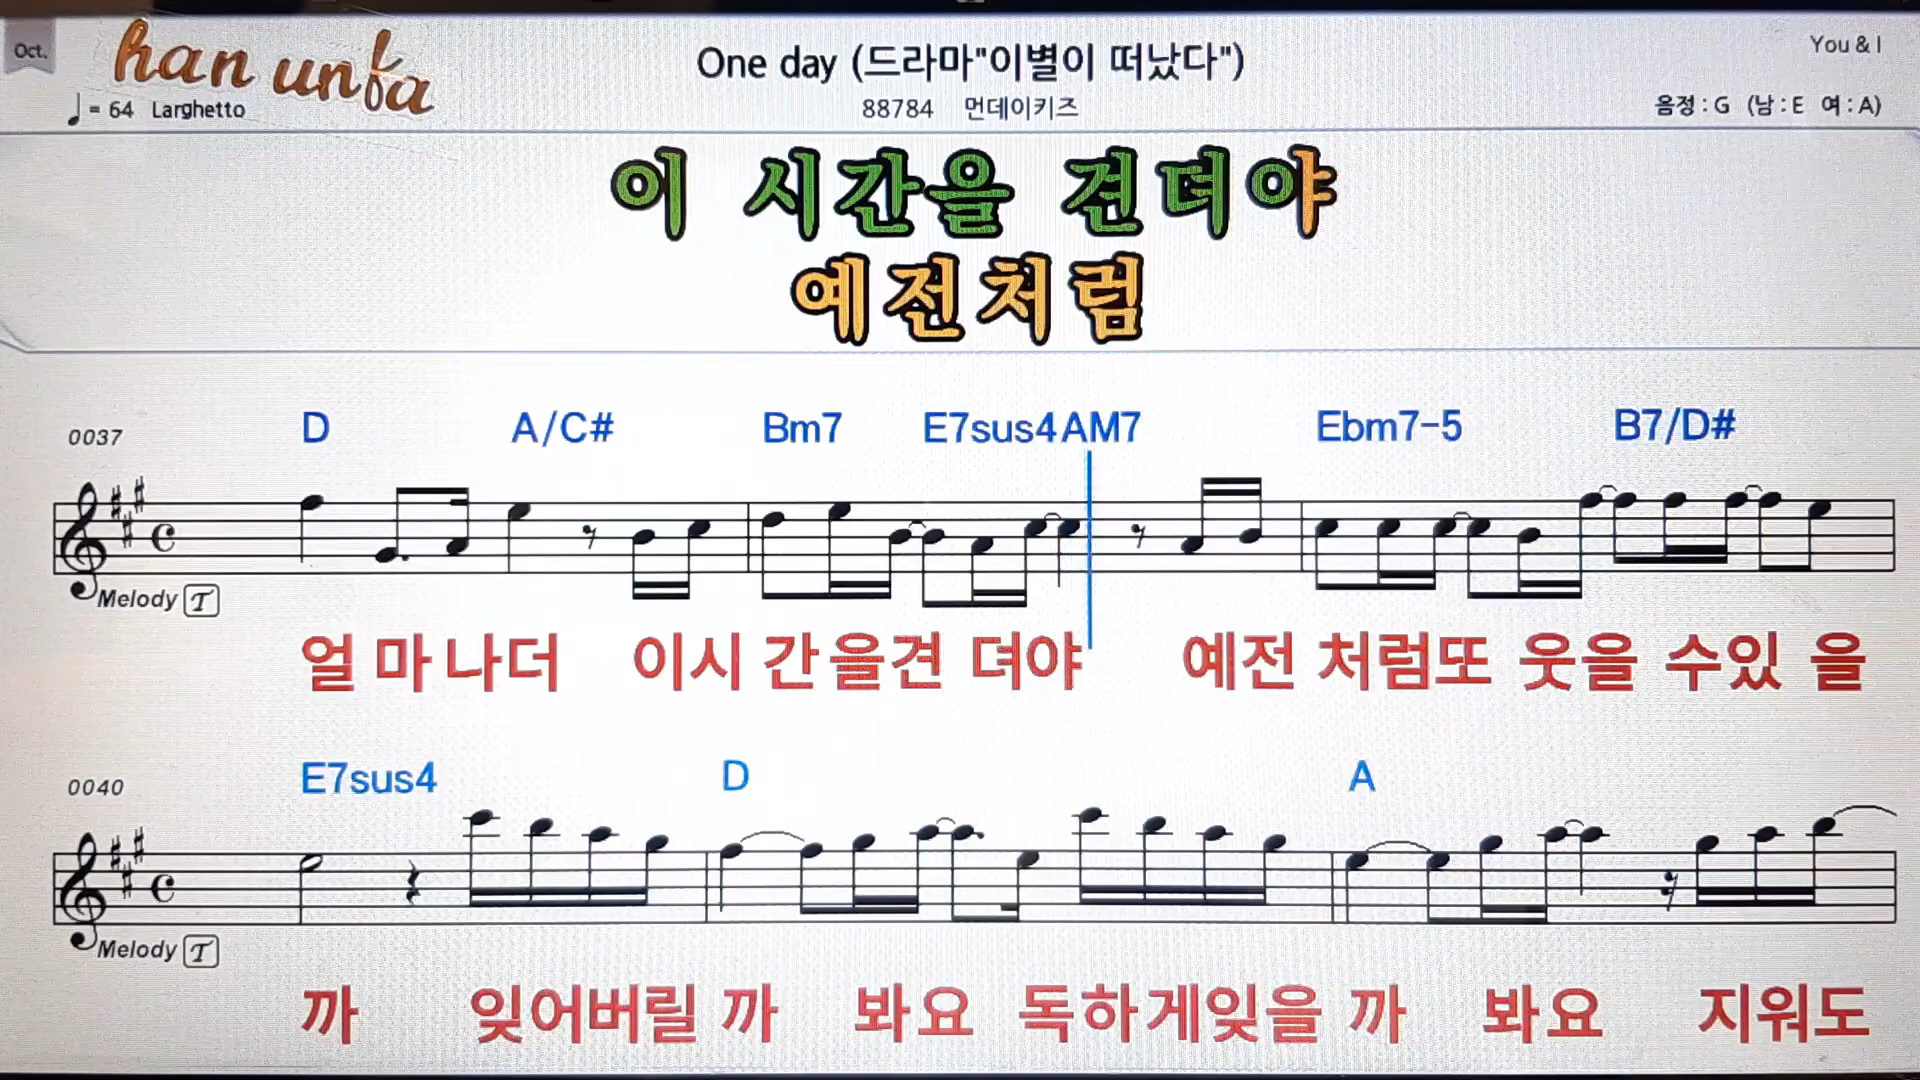 Oct.
han unfa
One day (드라마"이별이 떠났다")
You & I
♩ = 64 Larghetto
88784 먼데이키즈
음정 : G (남 : E 여 : A)
이 시간을 견뎌야
예전처럼
0037
D A/C# Bm7 E7sus4 AM7 Ebm7-5 B7/D#
Melody T
얼 마 나더 이시 간 을견 뎌야 예전 처럼또 웃을 수있 을
0040
E7sus4 D A
Melody T
까 잊어버릴 까 봐요 독하게잊을 까 봐요 지워도